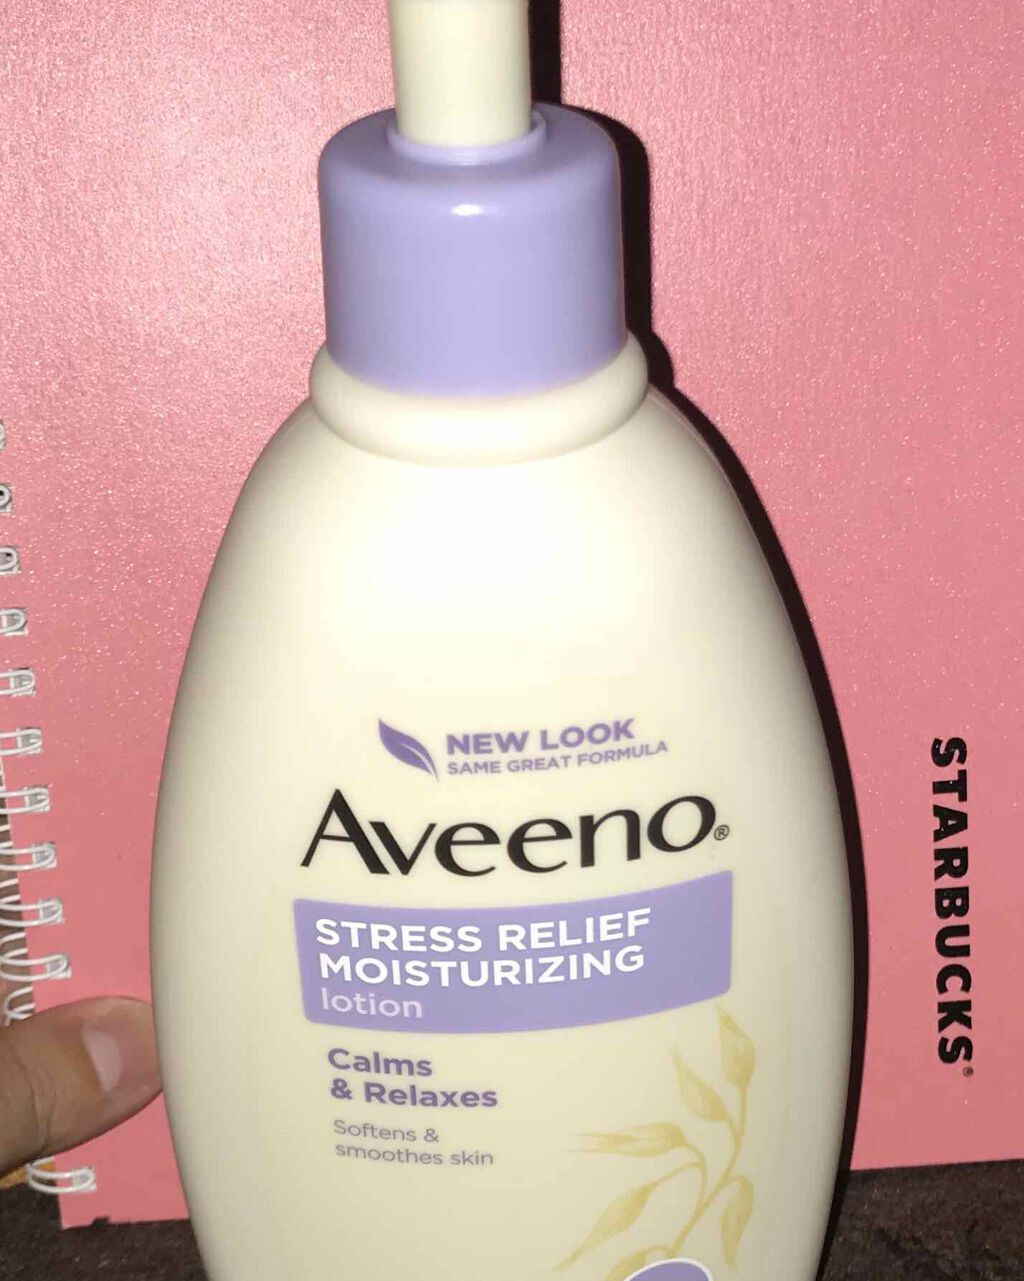 NEW LOOK
SAME GREAT FORMULA
Aveeno®
STRESS RELIEF
MOISTURIZING
lotion
Calms
& Relaxes
Softens &
smoothes skin
STARBUCKS®